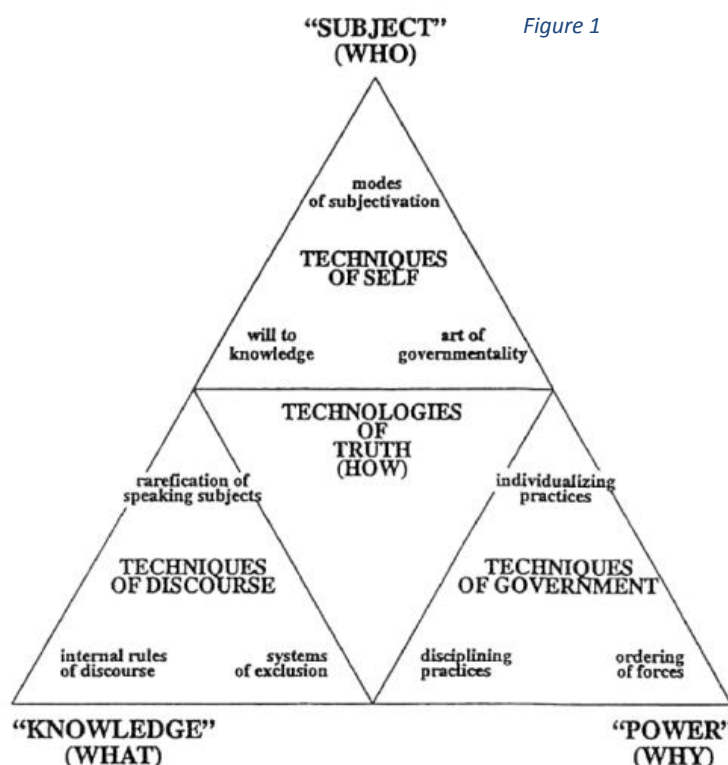 “SUBJECT”
(WHO)
Figure 1
modes
of subjectivation
TECHNIQUES
OF SELF
will to
knowledge
art of
governmentality
TECHNOLOGIES
OF
TRUTH
(HOW)
rarefication of
speaking subjects
individualizing
practices
TECHNIQUES
OF DISCOURSE
TECHNIQUES
OF GOVERNMENT
internal rules
of discourse
systems
of exclusion
disciplining
practices
ordering
of forces
“KNOWLEDGE”
(WHAT)
“POWER”
(WHY)